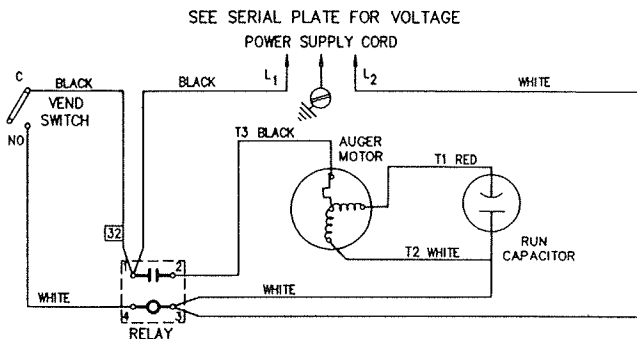 SEE SERIAL PLATE FOR VOLTAGE
POWER SUPPLY CORD
C
BLACK
BLACK
L1
L2
WHITE
VEND
SWITCH
NO
T3 BLACK
AUGER
MOTOR
T1 RED
32
1
2
T2 WHITE
RUN
CAPACITOR
WHITE
WHITE
4
3
RELAY